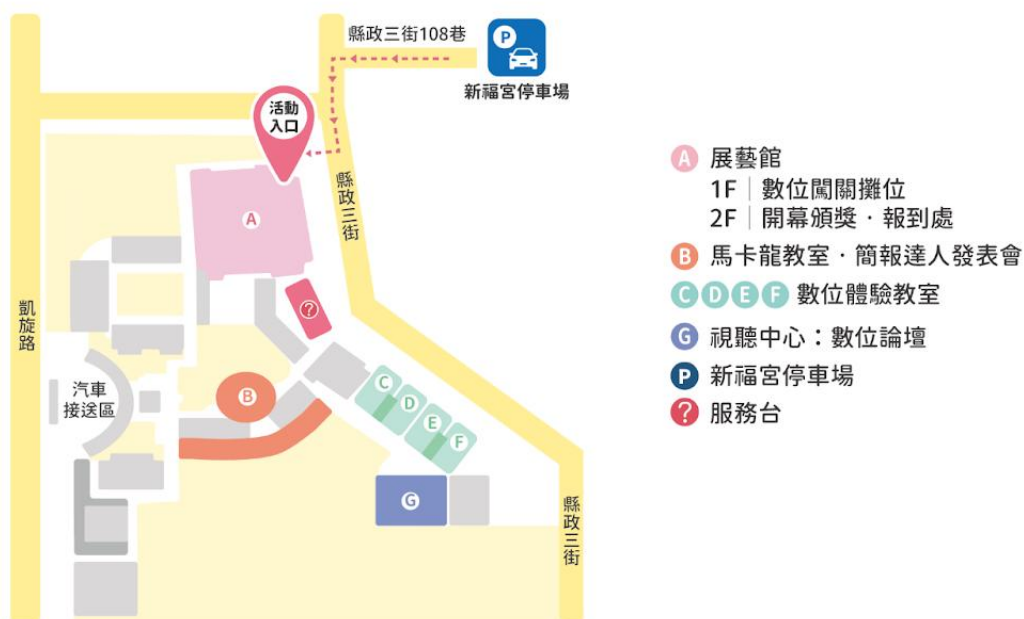 縣政三街108巷
P
新福宮停車場
活動
入口
縣政三街
A
凱旋路
?
汽車
接送區
B
C
D
E
F
G
縣政三街
A 展藝館
1F｜數位闖關攤位
2F｜開幕頒獎・報到處
B 馬卡龍教室・簡報達人發表會
C D E F 數位體驗教室
G 視聽中心：數位論壇
P 新福宮停車場
? 服務台